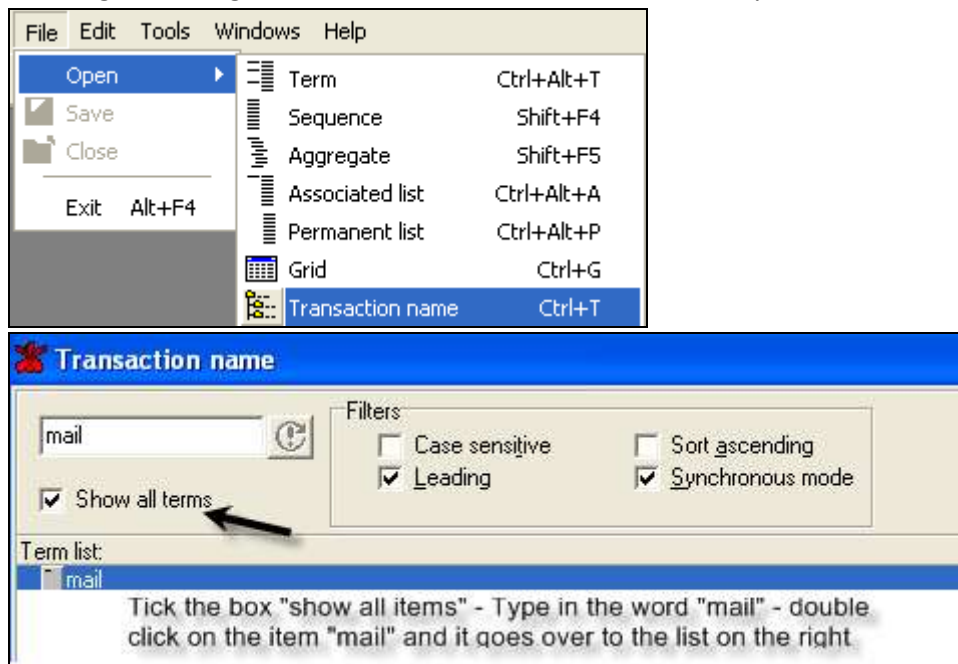 File Edit Tools Windows Help
Open
Term Ctrl+Alt+T
Save
Sequence Shift+F4
Close
Aggregate Shift+F5
Associated list Ctrl+Alt+A
Exit Alt+F4
Permanent list Ctrl+Alt+P
Grid Ctrl+G
Transaction name Ctrl+T
Transaction name
Filters
mail
Case sensitive
Sort ascending
Leading
Synchronous mode
Show all terms
Term list:
mail
Tick the box "show all items" - Type in the word "mail" - double
click on the item "mail" and it goes over to the list on the right